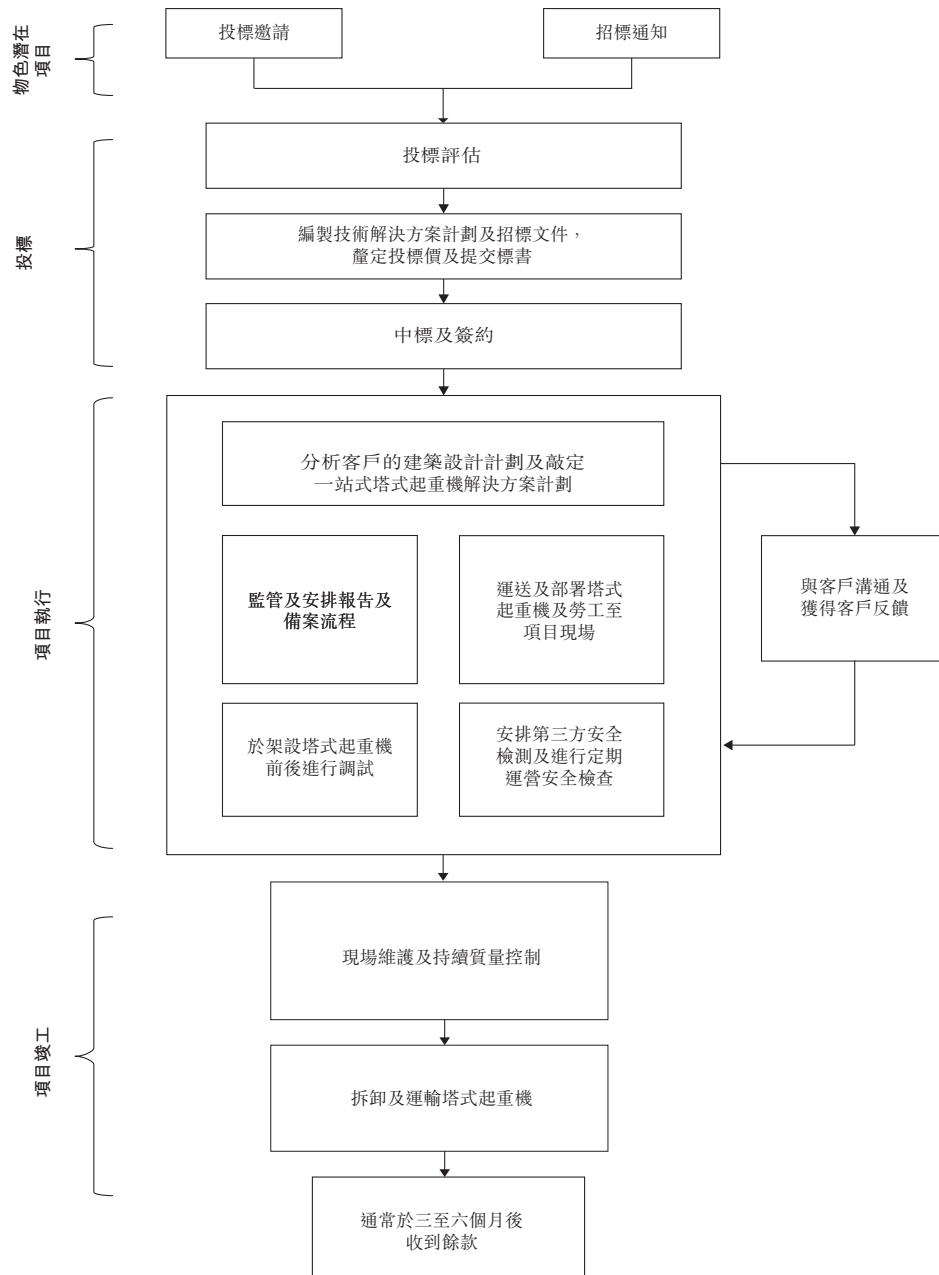 物色潛在
項目
投標邀請
招標通知
投標
投標評估
編製技術解決方案計劃及招標文件，
釐定投標價及提交標書
中標及簽約
項目執行
分析客戶的建築設計計劃及敲定
一站式塔式起重機解決方案計劃
監管及安排報告及
備案流程
運送及部署塔式
起重機及勞工至
項目現場
於架設塔式起重機
前後進行調試
安排第三方安全
檢測及進行定期
運營安全檢查
與客戶溝通及
獲得客戶反饋
項目竣工
現場維護及持續質量控制
拆卸及運輸塔式起重機
通常於三至六個月後
收到餘款